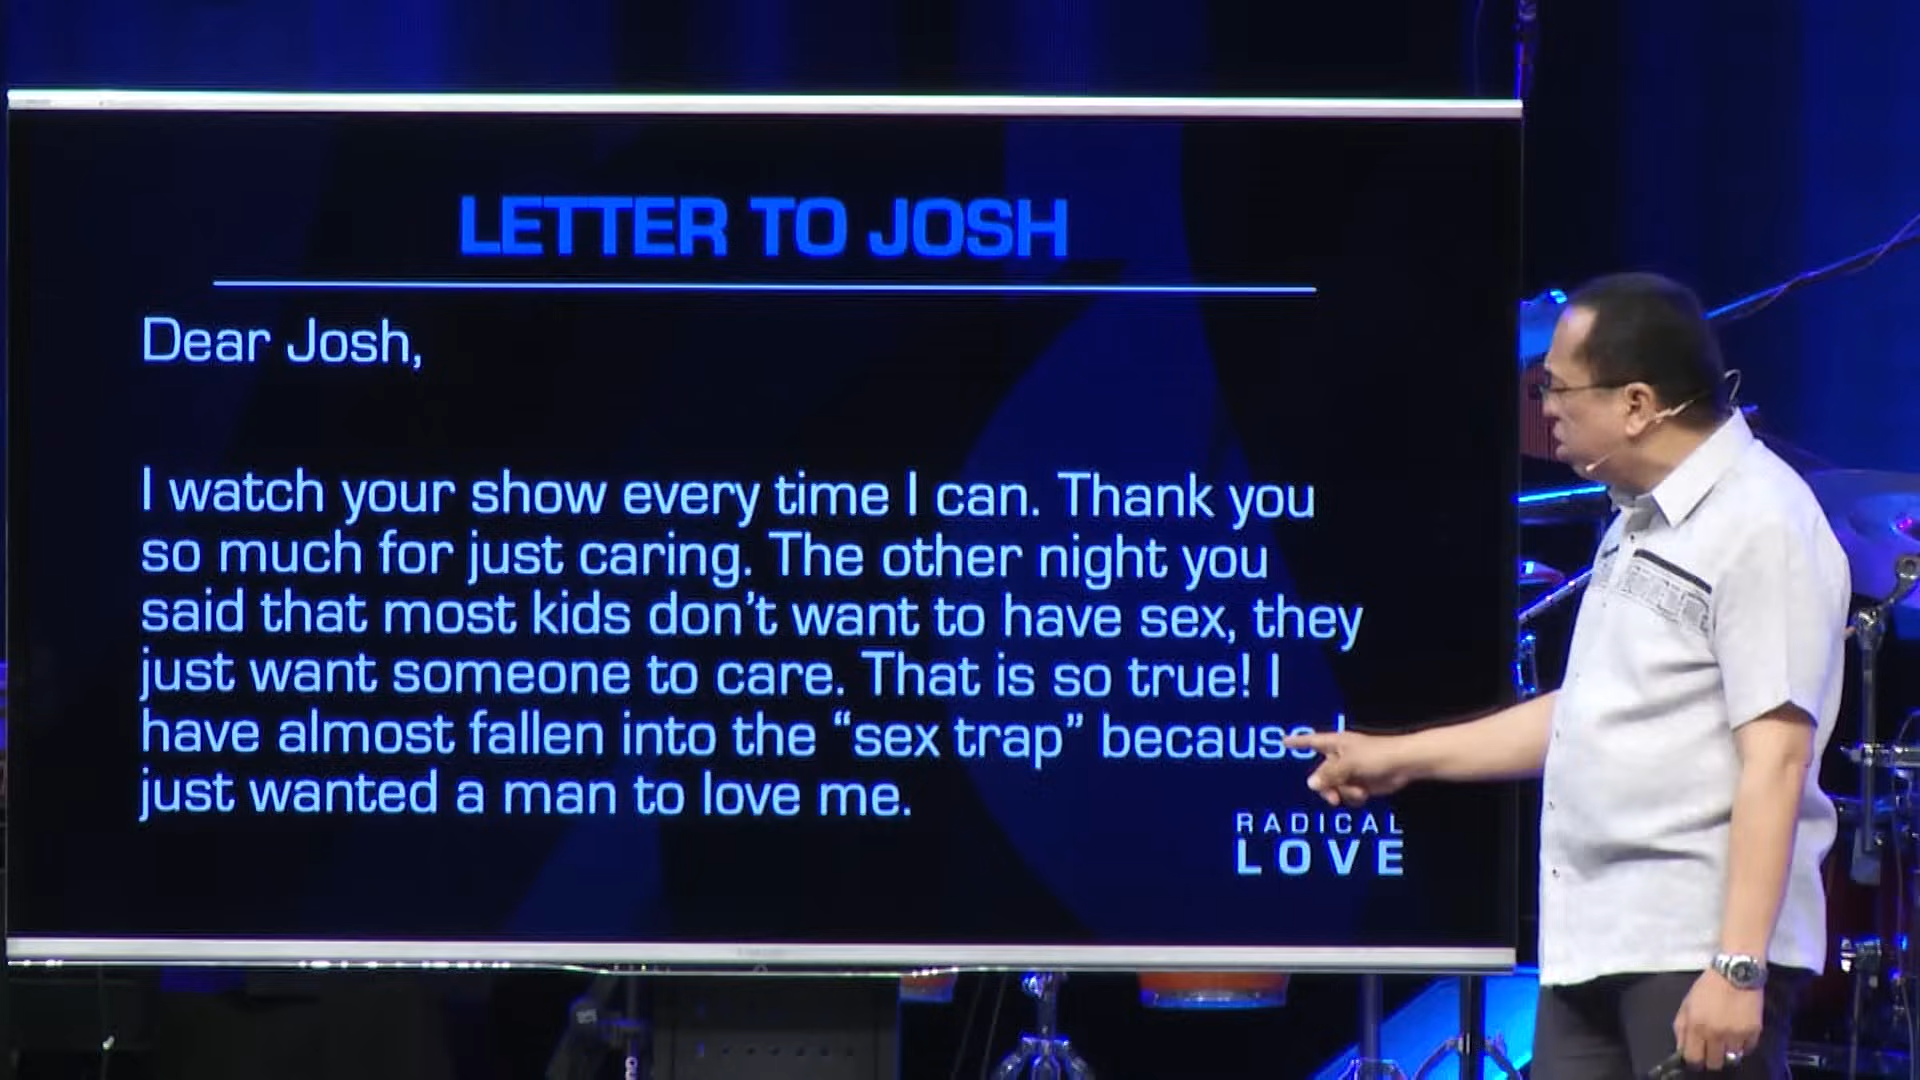 LETTER TO JOSH
Dear Josh,
I watch your show every time I can. Thank you
so much for just caring. The other night you
said that most kids don't want to have sex, they
just want someone to care. That is so true! I
have almost fallen into the “sex trap” because I
just wanted a man to love me.
RADICAL
LOVE